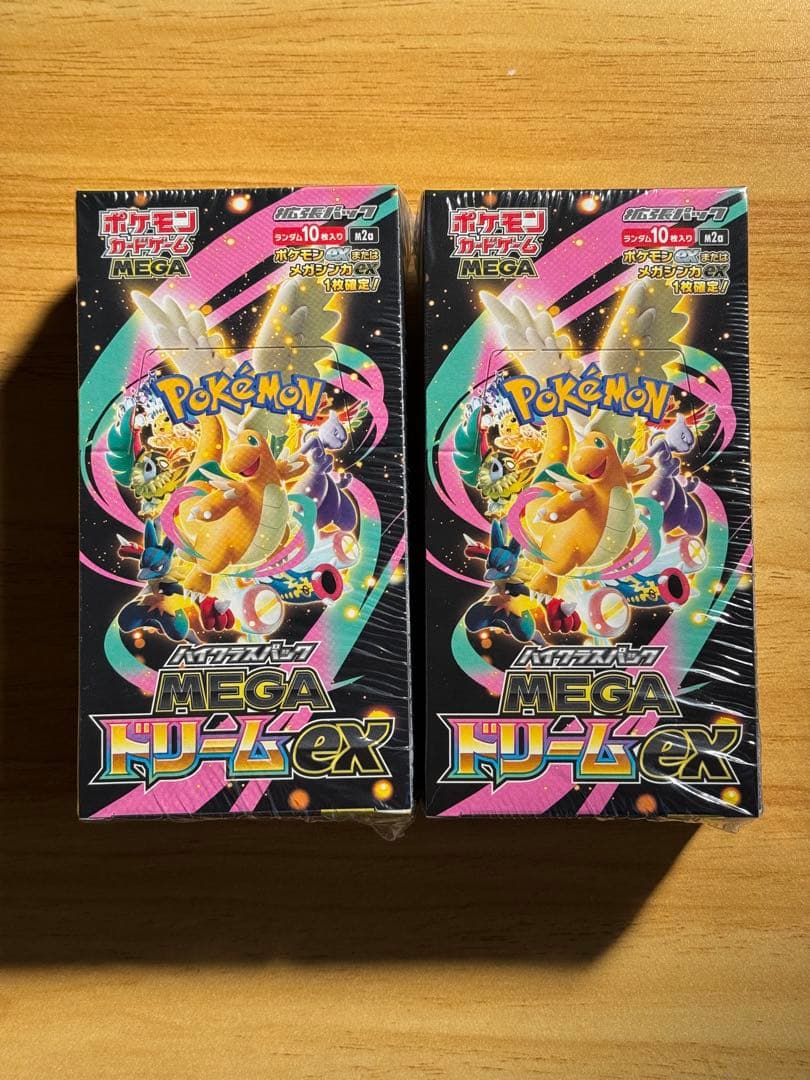 ポケモン
カードゲーム
MEGA
拡張パック
ランダム10枚入り
M2a
ポケモンexまたは
メガシンカex
1枚確定!
POKéMON
ハイクラスパック
MEGA
ドリームex
ポケモン
カードゲーム
MEGA
拡張パック
ランダム10枚入り
M2a
ポケモンexまたは
メガシンカex
1枚確定!
POKéMON
ハイクラスパック
MEGA
ドリームex